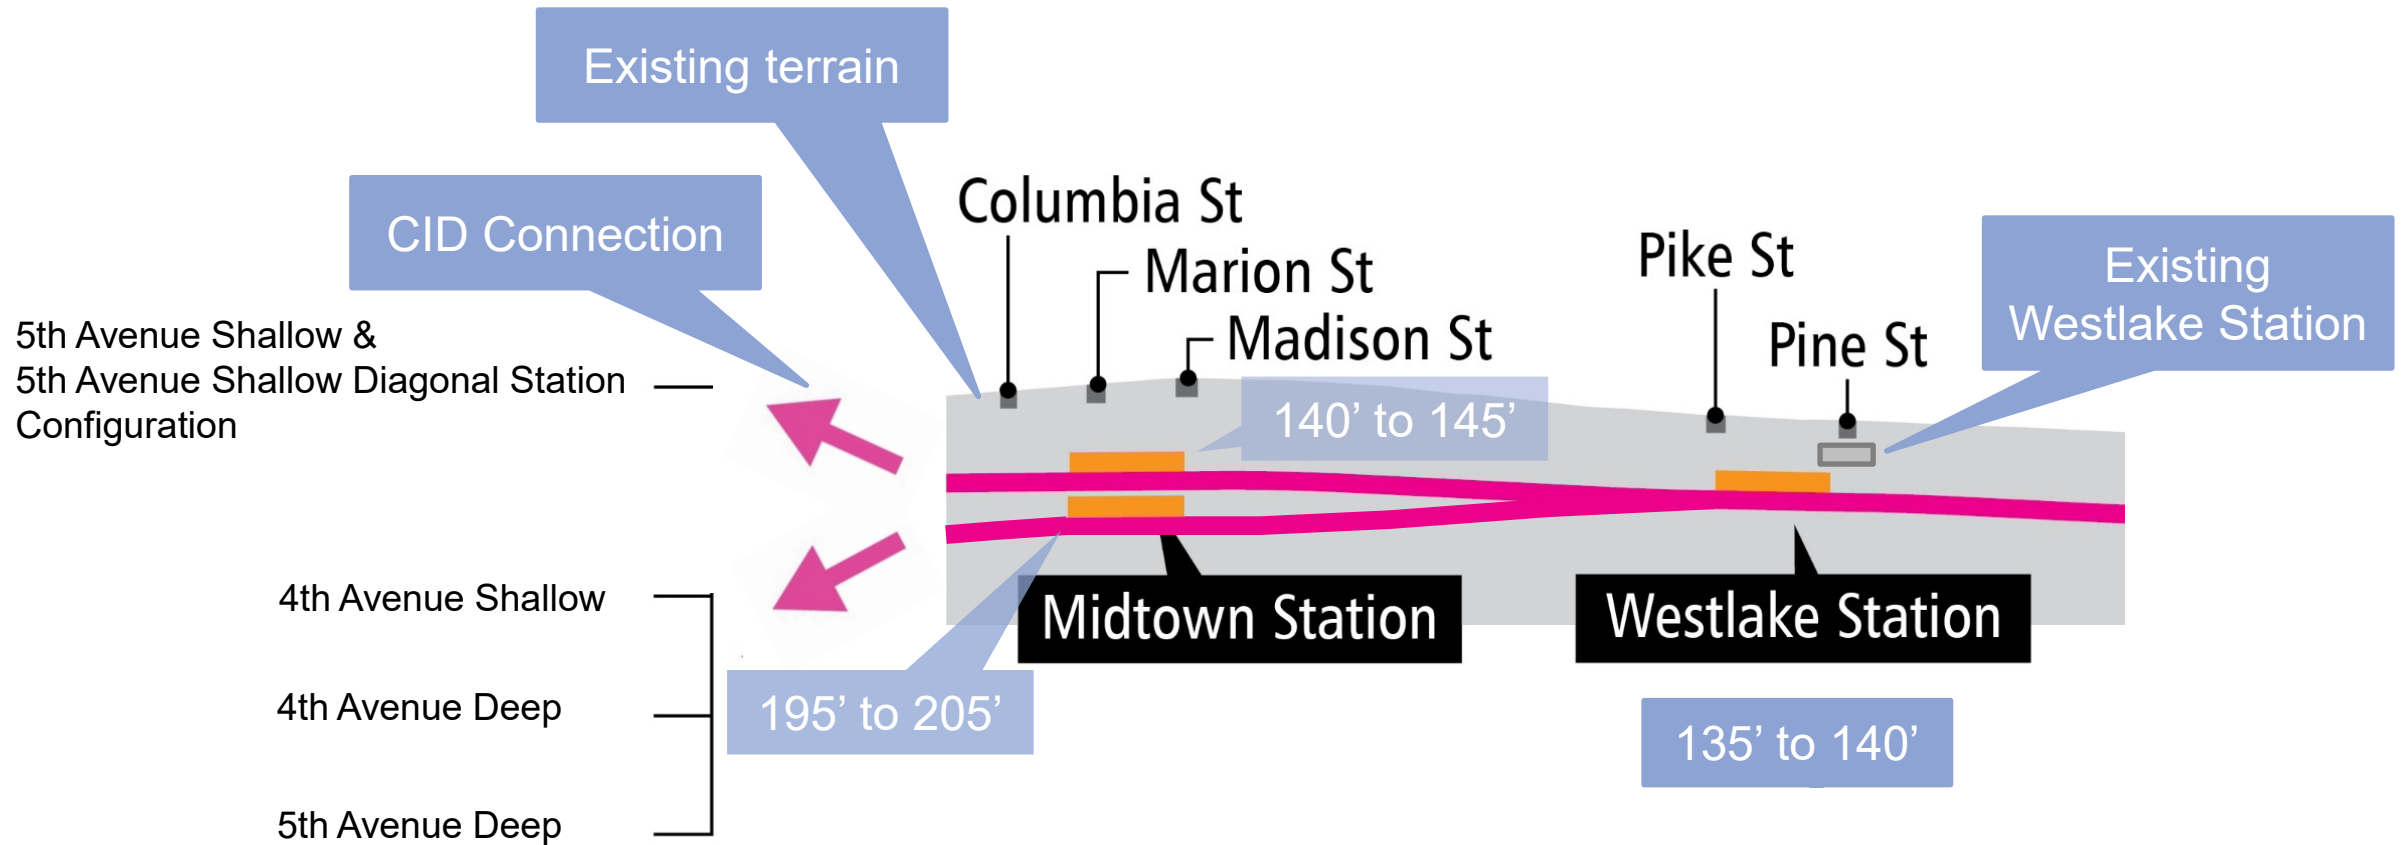 Existing terrain
CID Connection
Columbia St
Marion St
Madison St
Pike St
Pine St
Existing
Westlake Station
5th Avenue Shallow &
5th Avenue Shallow Diagonal Station
Configuration
140’ to 145’
4th Avenue Shallow
4th Avenue Deep
5th Avenue Deep
Midtown Station
Westlake Station
195’ to 205’
135’ to 140’